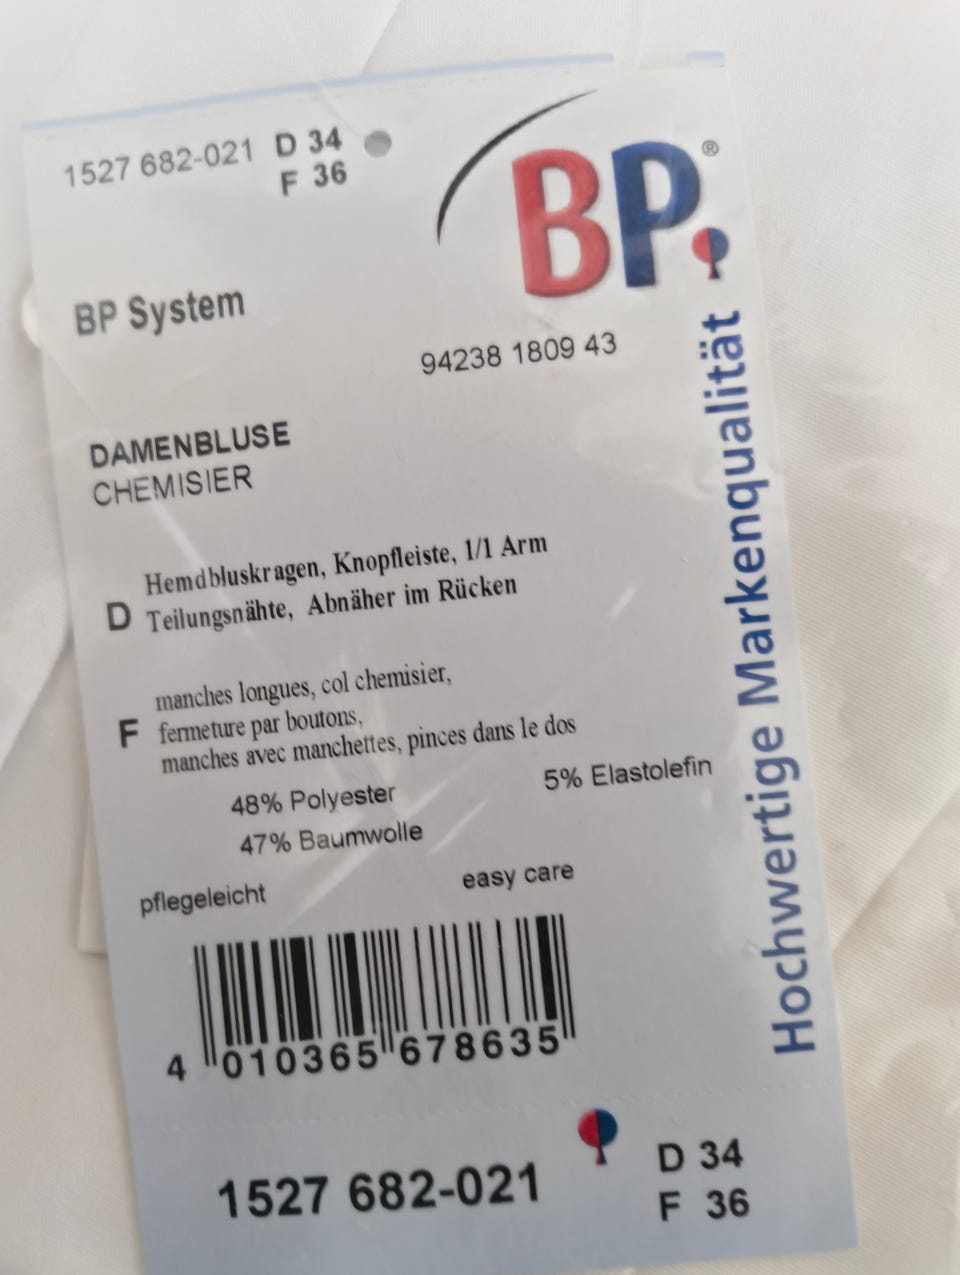 1527 682-021 D 34
F 36
BP®
BP System
94238 1809 43
DAMENBLUSE
CHEMISIER
D Hemdbluskragen, Knopfleiste, 1/1 Arm
Teilungsnähte, Abnäher im Rücken
F manches longues, col chemisier,
fermeture par boutons,
manches avec manchettes, pinces dans le dos
48% Polyester 5% Elastolefin
47% Baumwolle
pflegeleicht easy care
4 010365 678635
1527 682-021 D 34
F 36
Hochwertige Markenqualität